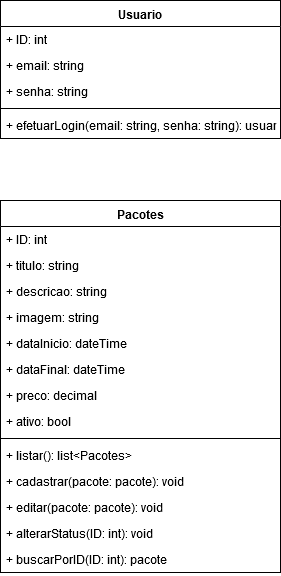 Usuario
+ ID: int
+ email: string
+ senha: string
+ efetuarLogin(email: string, senha: string): usuar
Pacotes
+ ID: int
+ titulo: string
+ descricao: string
+ imagem: string
+ dataInicio: dateTime
+ dataFinal: dateTime
+ preco: decimal
+ ativo: bool
+ listar(): list<Pacotes>
+ cadastrar(pacote: pacote): void
+ editar(pacote: pacote): void
+ alterarStatus(ID: int): void
+ buscarPorID(ID: int): pacote